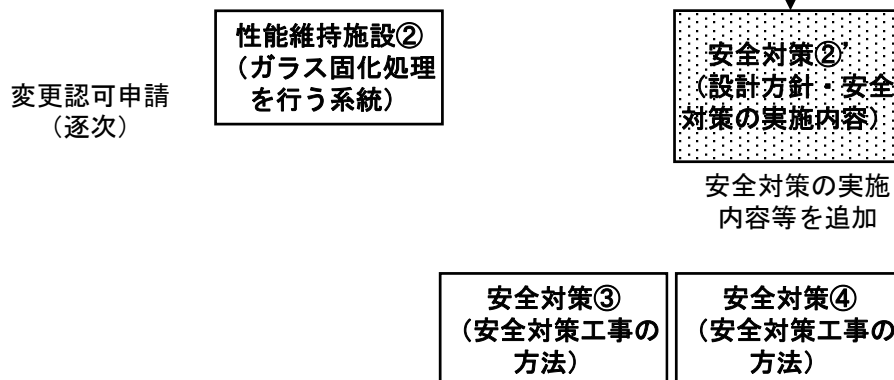 性能維持施設②
（ガラス固化処理
を行う系統）
変更認可申請
（逐次）
安全対策②’
（設計方針・安全
対策の実施内容）
安全対策の実施
内容等を追加
安全対策③
（安全対策工事の
方法）
安全対策④
（安全対策工事の
方法）